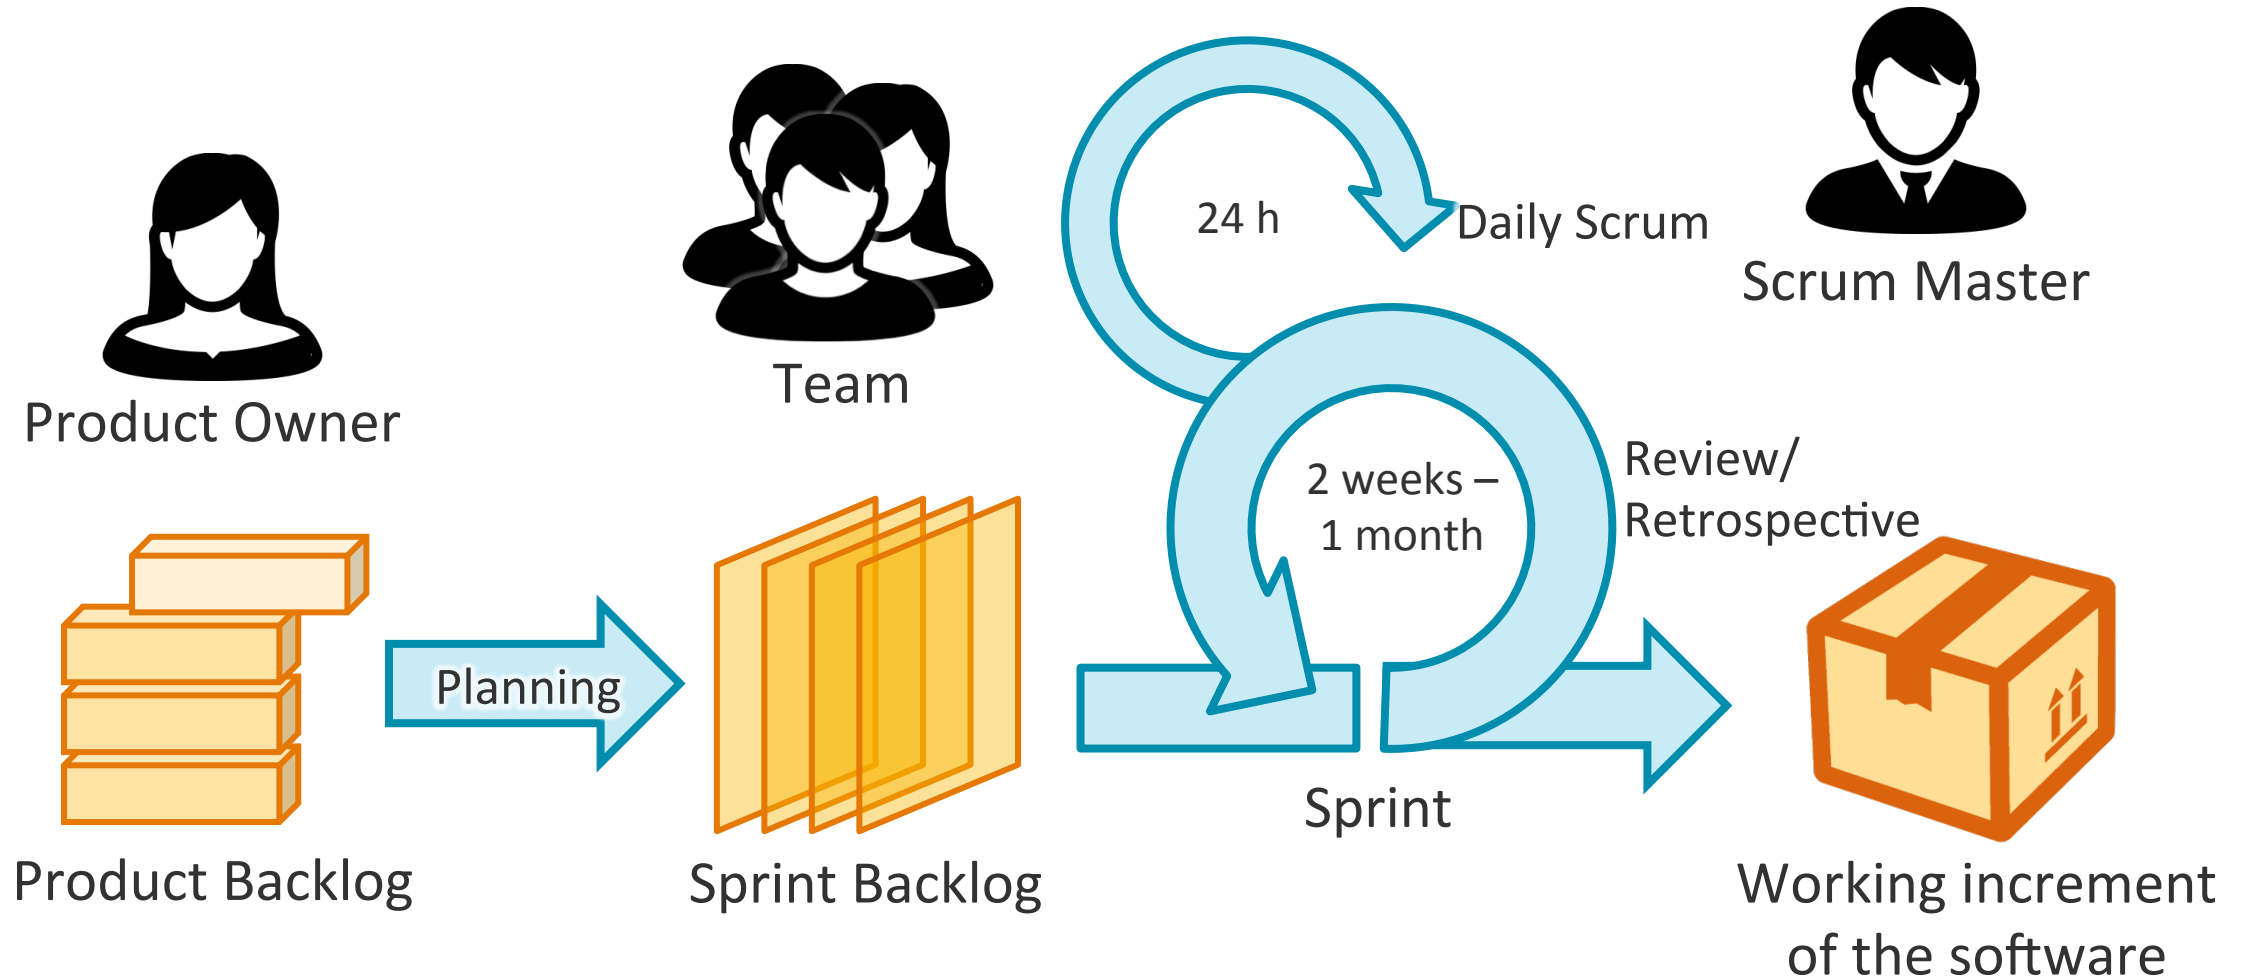 Product Owner
Team
24 h
Daily Scrum
Scrum Master
2 weeks –
1 month
Review/
Retrospective
Planning
Product Backlog
Sprint Backlog
Sprint
Working increment
of the software